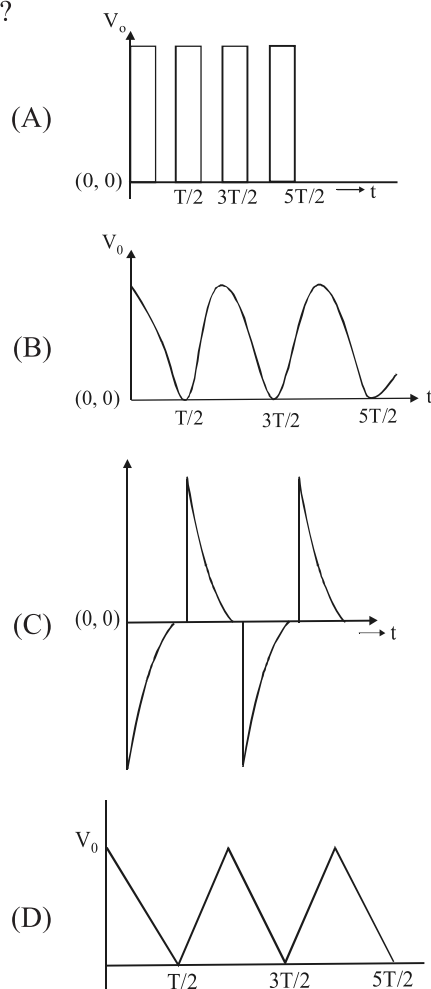 ?
Vₒ
(A)
(0, 0)
T/2 3T/2 5T/2 t
V₀
(B)
(0, 0)
t
T/2 3T/2 5T/2
(C)
(0, 0)
t
V₀
(D)
T/2 3T/2 5T/2